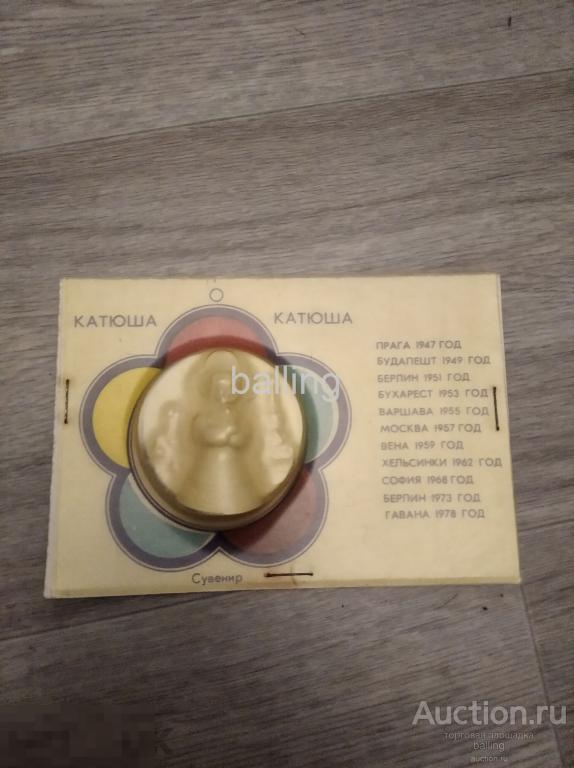 КАТЮША
КАТЮША
ПРАГА 1947 ГОД
БУДАПЕШТ 1949 ГОД
БЕРЛИН 1951 ГОД
БУХАРЕСТ 1953 ГОД
ВАРШАВА 1955 ГОД
МОСКВА 1957 ГОД
ВЕНА 1959 ГОД
ХЕЛЬСИНКИ 1962 ГОД
СОФИЯ 1968 ГОД
БЕРЛИН 1973 ГОД
ГАВАНА 1978 ГОД
Сувенир
balling
Auction.ru
торговая площадка
balling
auction.ru